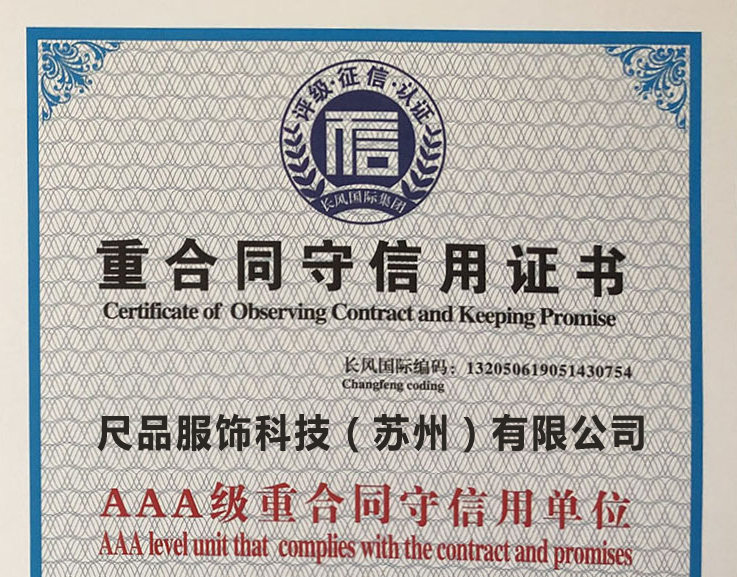 评级·征信·认证
信
长风国际集团
重合同守信用证书
Certificate of Observing Contract and Keeping Promise
长风国际编码：132050619051430754
Changfeng coding
尺品服饰科技（苏州）有限公司
AAA级重合同守信用单位
AAA level unit that complies with the contract and promises